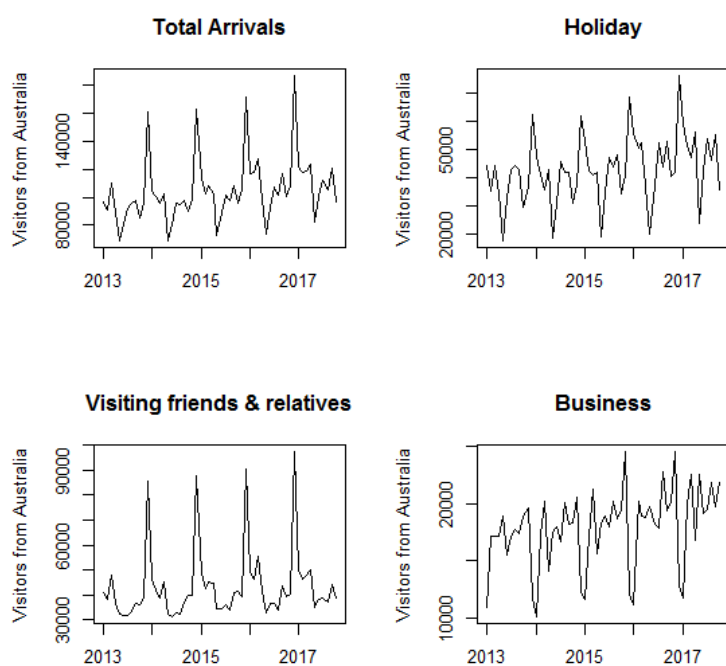 Total Arrivals
Visitors from Australia
80000
140000
2013
2015
2017
Holiday
Visitors from Australia
20000
50000
2013
2015
2017
Visiting friends & relatives
Visitors from Australia
30000
60000
90000
2013
2015
2017
Business
Visitors from Australia
10000
20000
2013
2015
2017